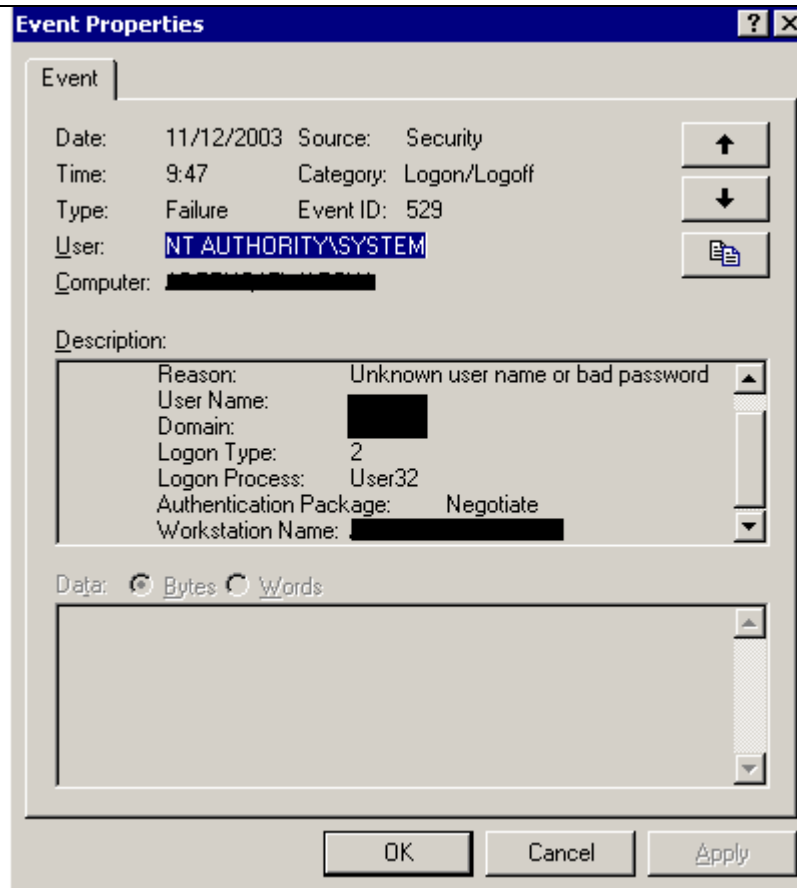 Event Properties
Event
Date: 11/12/2003 Source: Security
Time: 9:47 Category: Logon/Logoff
Type: Failure Event ID: 529
User: NT AUTHORITY\SYSTEM
Computer:
Description:
Reason: Unknown user name or bad password
User Name:
Domain:
Logon Type: 2
Logon Process: User32
Authentication Package: Negotiate
Workstation Name:
Data: Bytes Words
OK Cancel Apply